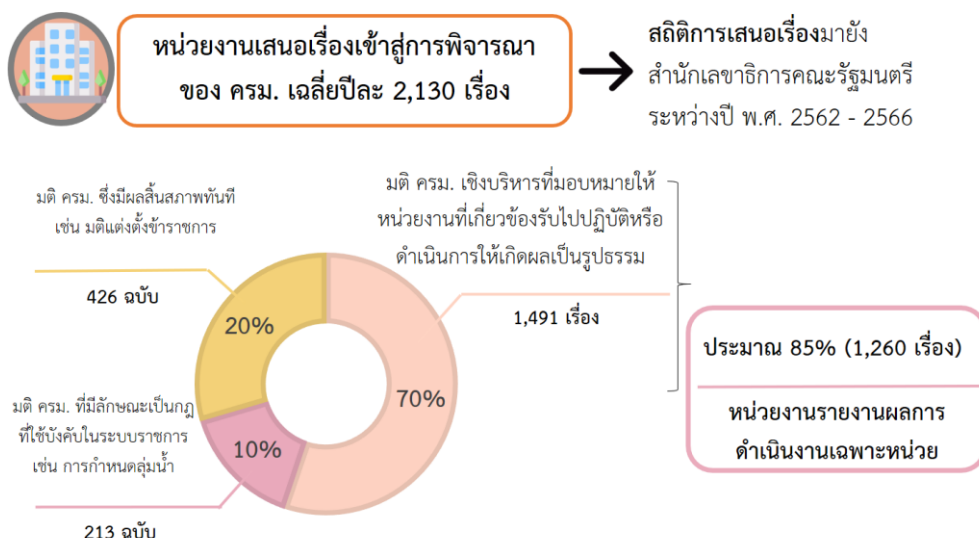 หน่วยงานเสนอเรื่องเข้าสู่การพิจารณา
ของ ครม. เฉลี่ยปีละ 2,130 เรื่อง
สถิติการเสนอเรื่องมายัง
สำนักเลขาธิการคณะรัฐมนตรี
ระหว่างปี พ.ศ. 2562 - 2566
มติ ครม. ซึ่งมีผลสิ้นสภาพทันที
เช่น มติแต่งตั้งข้าราชการ
426 ฉบับ
มติ ครม. เชิงบริหารที่มอบหมายให้
หน่วยงานที่เกี่ยวข้องรับไปปฏิบัติหรือ
ดำเนินการให้เกิดผลเป็นรูปธรรม
1,491 เรื่อง
20%
70%
10%
มติ ครม. ที่มีลักษณะเป็นกฎ
ที่ใช้บังคับในระบบราชการ
เช่น การกำหนดลุ่มน้ำ
213 ฉบับ
ประมาณ 85% (1,260 เรื่อง)
หน่วยงานรายงานผลการ
ดำเนินงานเฉพาะหน่วย